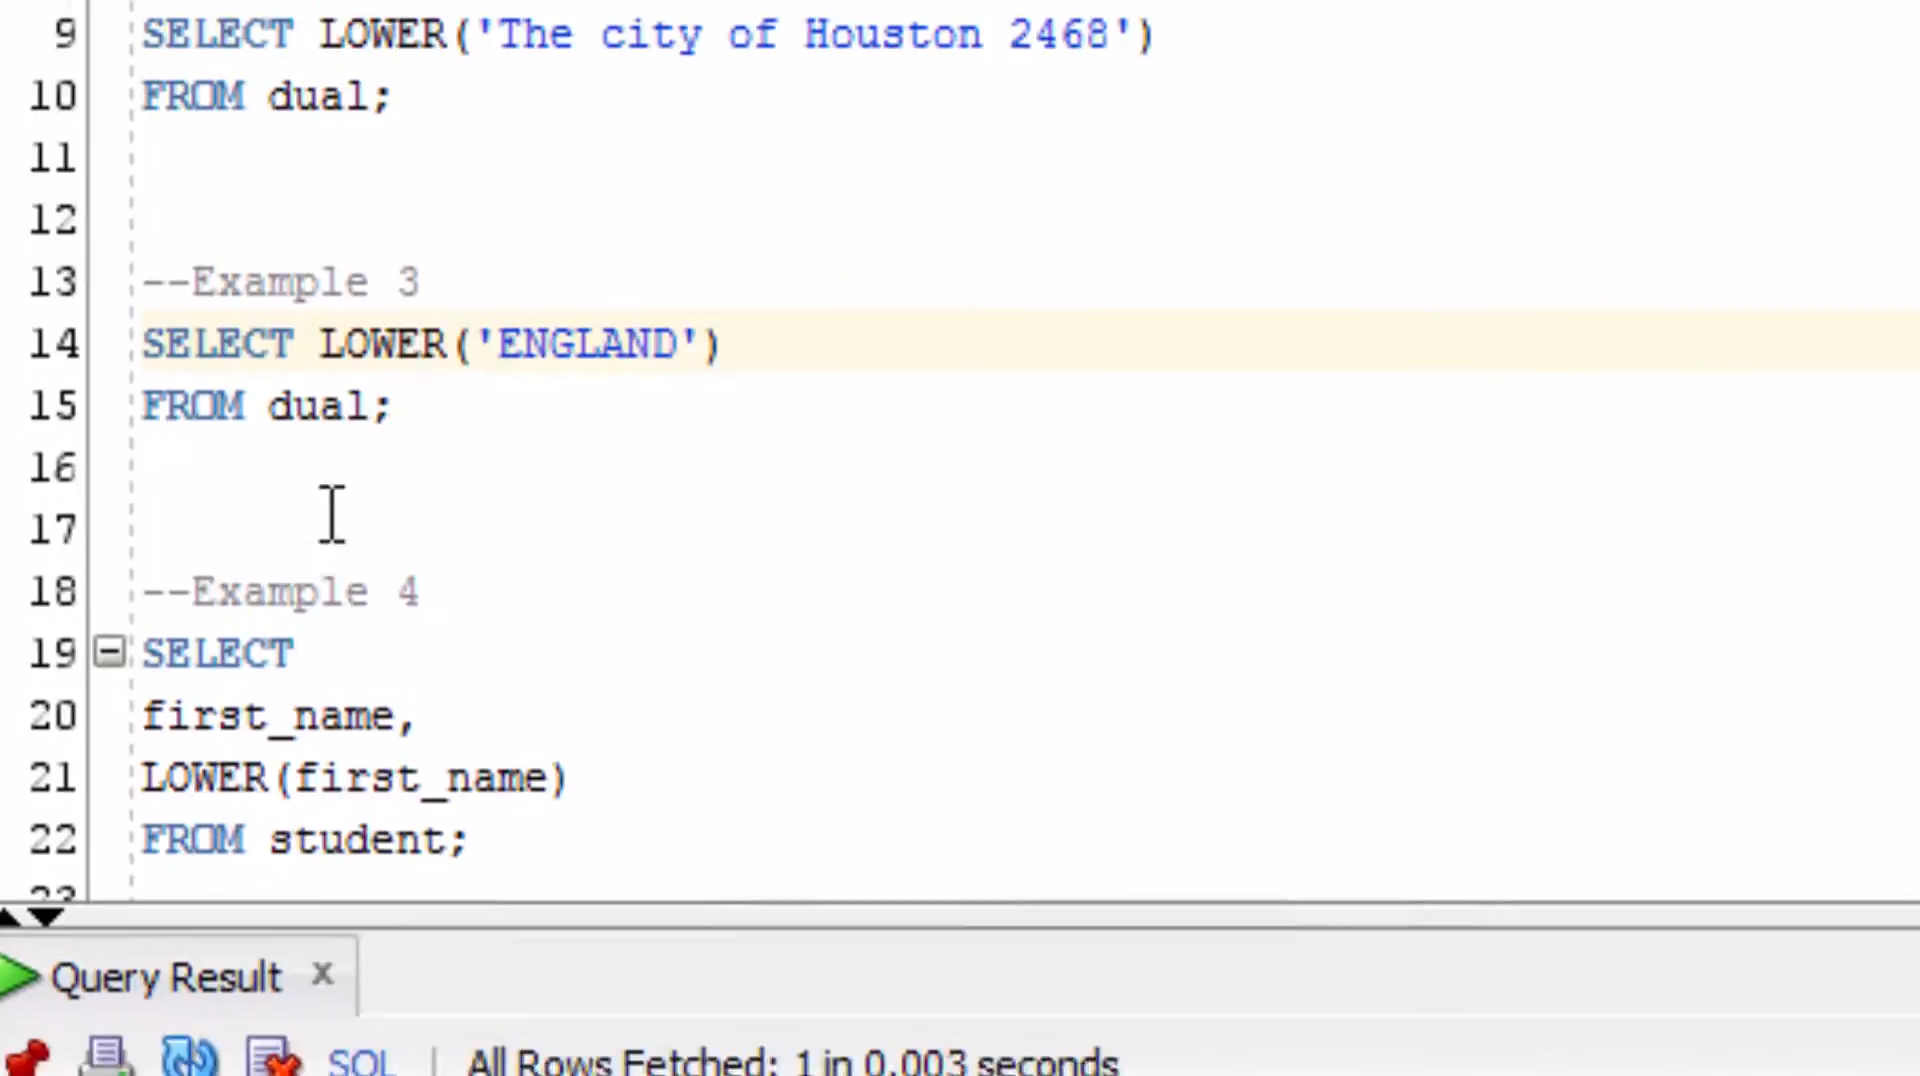 9 SELECT LOWER('The city of Houston 2468')
10 FROM dual;
11
12
13 --Example 3
14 SELECT LOWER('ENGLAND')
15 FROM dual;
16
17
18 --Example 4
19 SELECT
20 first_name,
21 LOWER(first_name)
22 FROM student;
23
Query Result x
SQL | All Rows Fetched: 1 in 0.003 seconds